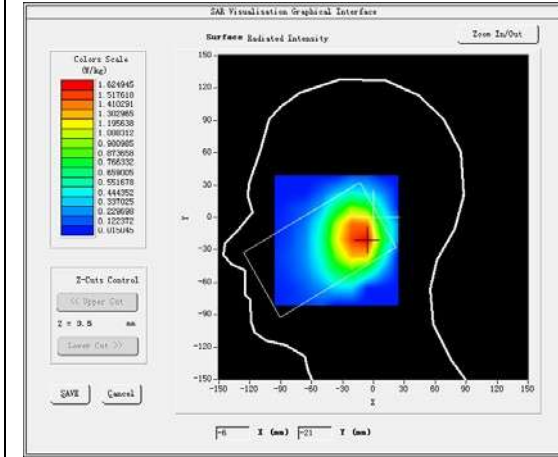 SAR Visualisation Graphical Interface
Surface Radiated Intensity
Zoom In/Out
Colors Scale
(W/kg)
1.624945
1.517618
1.410291
1.302965
1.195638
1.088312
0.980985
0.873658
0.766332
0.659005
0.551678
0.444352
0.337025
0.229698
0.122372
0.015045
Z-Cuts Control
<< Upper Cut
Z = 3.5 mm
Lower Cut >>
SAVE
Cancel
150
120
90
60
30
0
-30
-60
-90
-120
-150
Y
-150 -120 -90 -60 -30 0 30 60 90 120 150
X
-6 X (mm) -21 Y (mm)